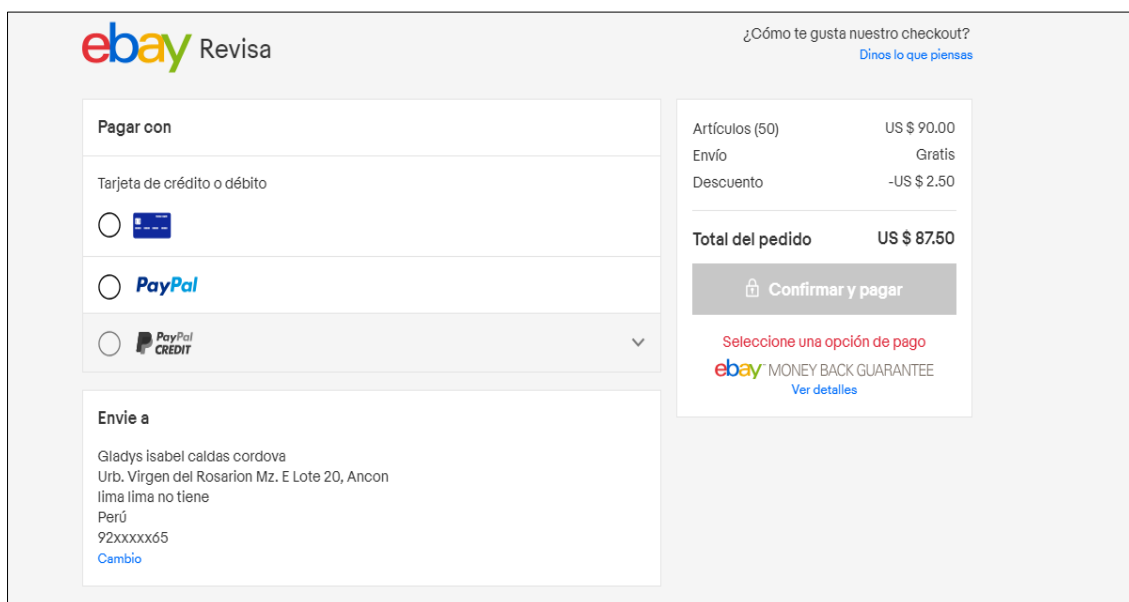 ebay Revisa
¿Cómo te gusta nuestro checkout?
Dinos lo que piensas
Pagar con
Tarjeta de crédito o débito
PayPal
PayPal
CREDIT
Envie a
Gladys isabel caldas cordova
Urb. Virgen del Rosarion Mz. E Lote 20, Ancon
lima lima no tiene
Perú
92xxxxx65
Cambio
Artículos (50) US $ 90.00
Envío Gratis
Descuento -US $ 2.50
Total del pedido US $ 87.50
Confirmar y pagar
Seleccione una opción de pago
ebay MONEY BACK GUARANTEE
Ver detalles